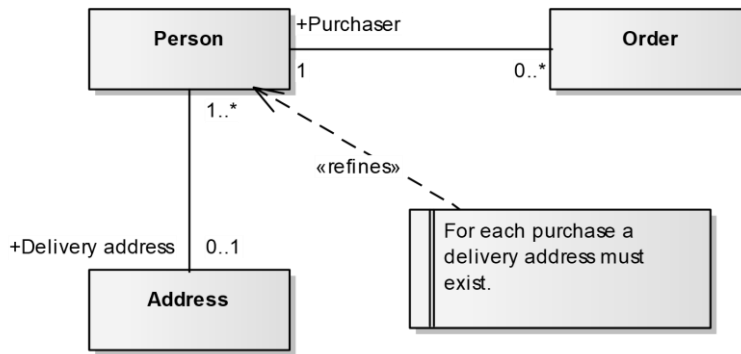 +Purchaser
Person
Order
1
0..*
1..*
«refines»
For each purchase a
delivery address must
exist.
+Delivery address
0..1
Address